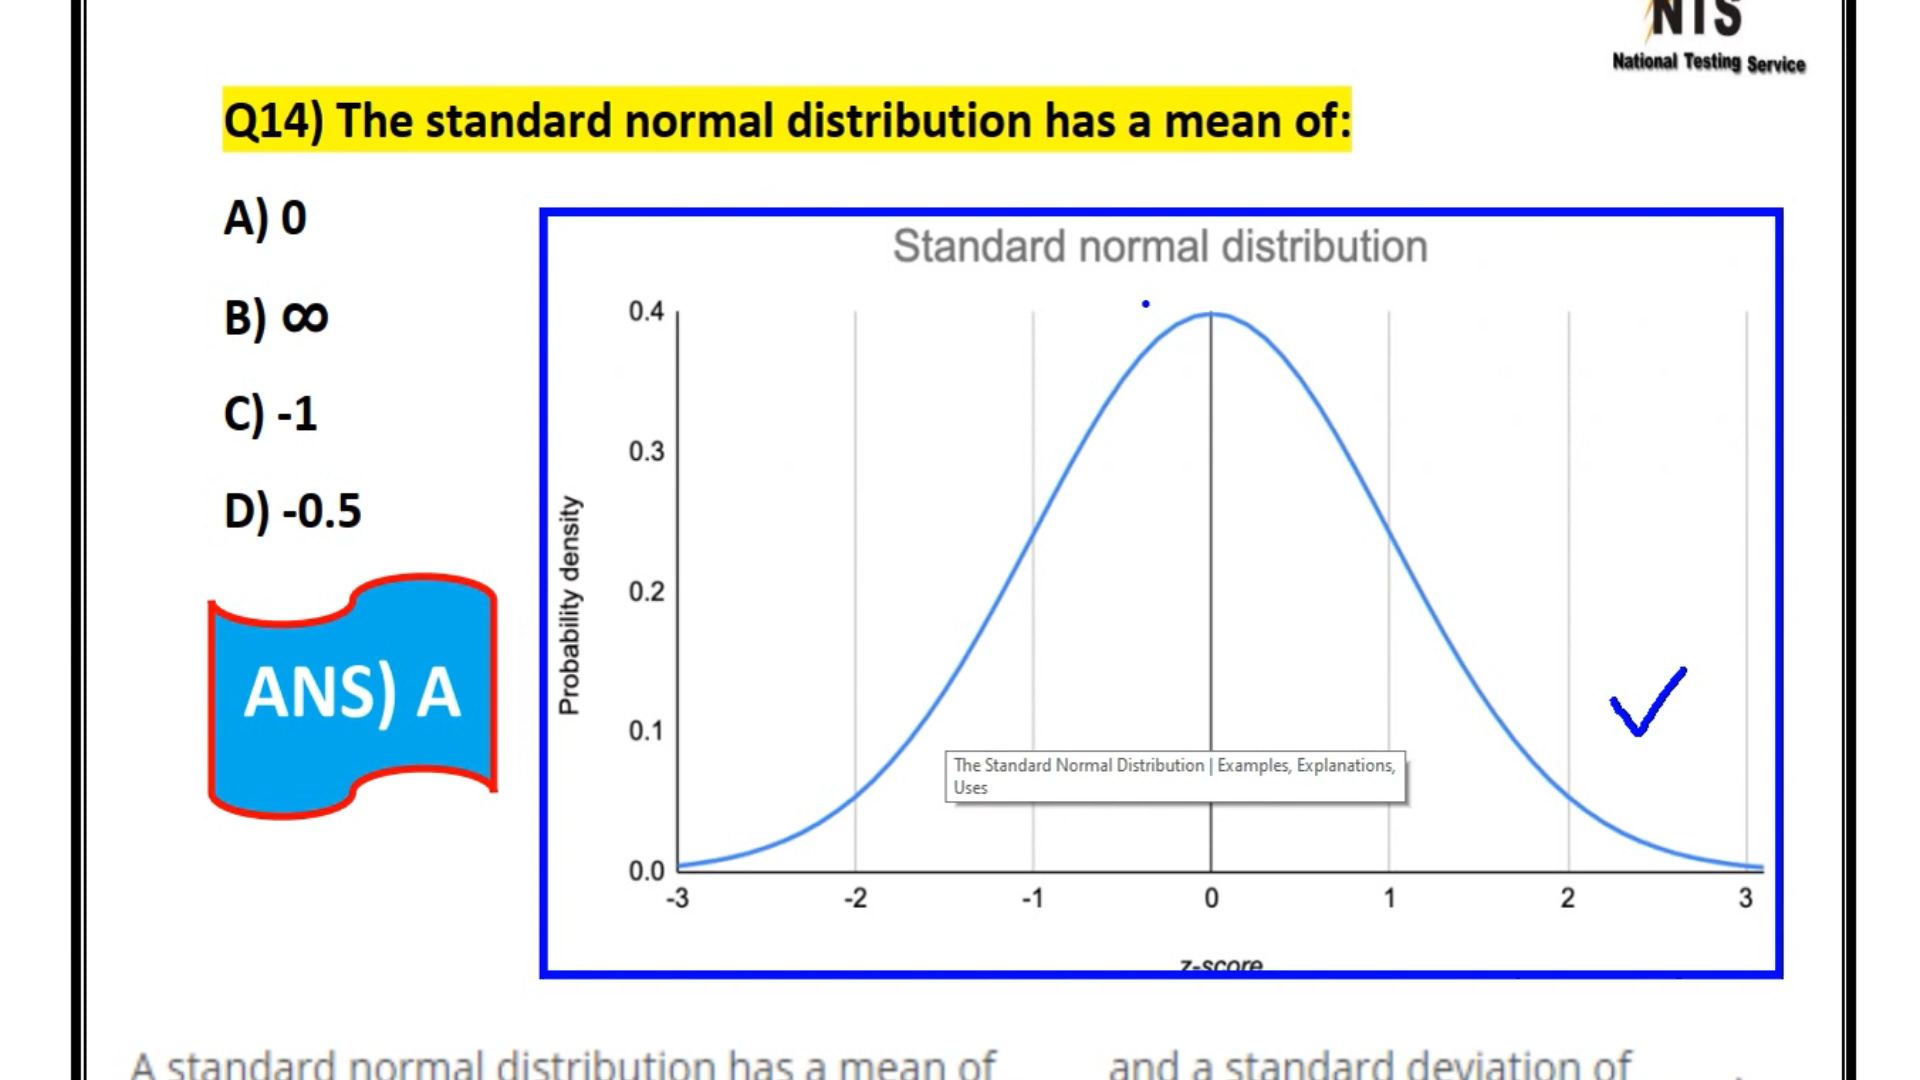 NTS
National Testing Service
Q14) The standard normal distribution has a mean of:
A) 0
B) ∞
C) -1
D) -0.5
ANS) A
Standard normal distribution
0.4
0.3
0.2
0.1
0.0
Probability density
The Standard Normal Distribution | Examples, Explanations,
Uses
-3 -2 -1 0 1 2 3
z-score
A standard normal distribution has a mean of and a standard deviation of